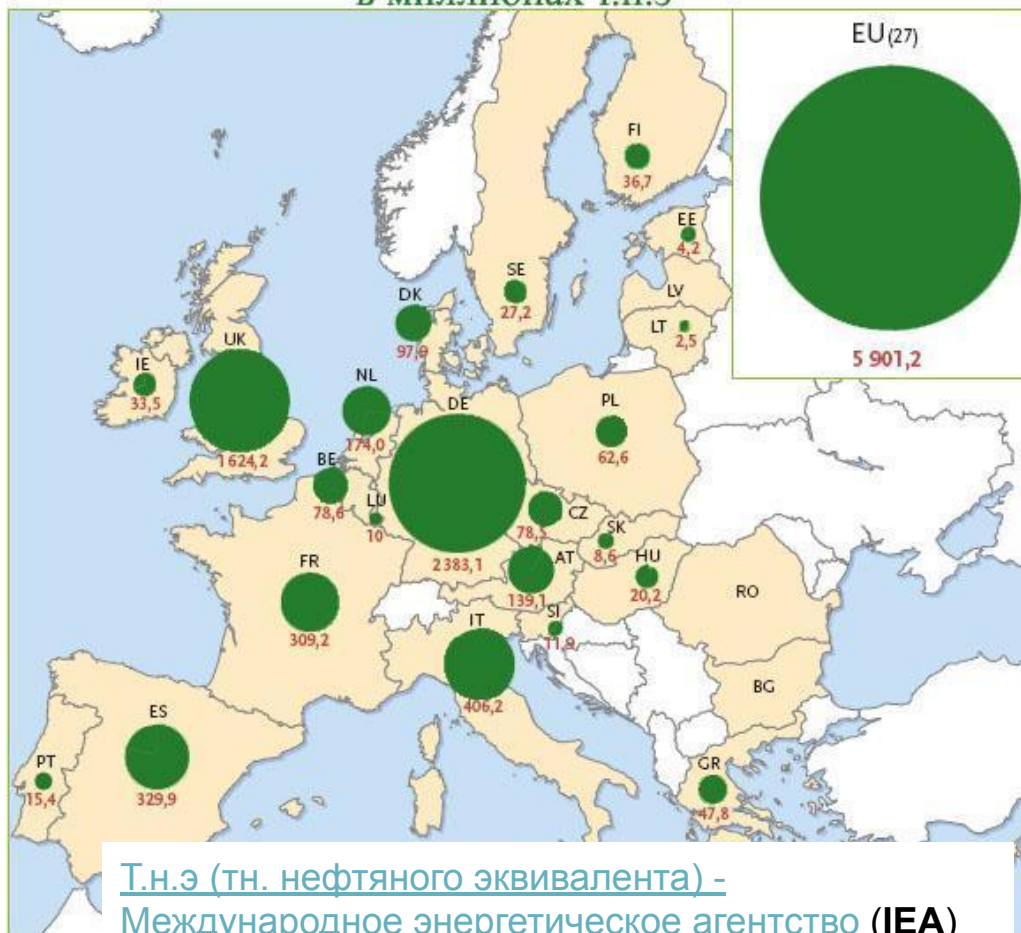 в миллионах т.н.э
EU(27)
5 901,2
FI
36,7
EE
4,2
SE
27,2
LV
DK
97,9
LT
2,5
UK
1 624,2
IE
33,5
NL
174,0
DE
2 383,1
PL
62,6
BE
78,6
LU
10
CZ
78,5
SK
8,6
AT
139,1
HU
20,2
RO
FR
309,2
SI
11,9
IT
406,2
BG
ES
329,9
PT
15,4
GR
47,8
Т.н.э (тн. нефтяного эквивалента) -
Международное энергетическое агентство (IEA)